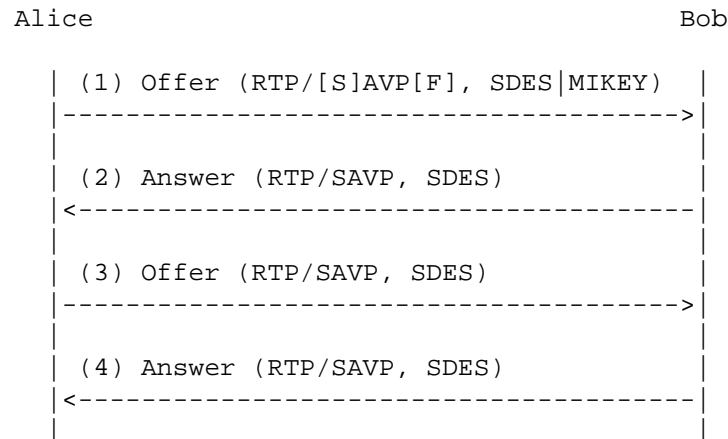 Alice Bob
| (1) Offer (RTP/[S]AVP[F], SDES|MIKEY) |
|--------------------------------------->|
| |
| (2) Answer (RTP/SAVP, SDES) |
|<---------------------------------------|
| |
| (3) Offer (RTP/SAVP, SDES) |
|--------------------------------------->|
| |
| (4) Answer (RTP/SAVP, SDES) |
|<---------------------------------------|
| |